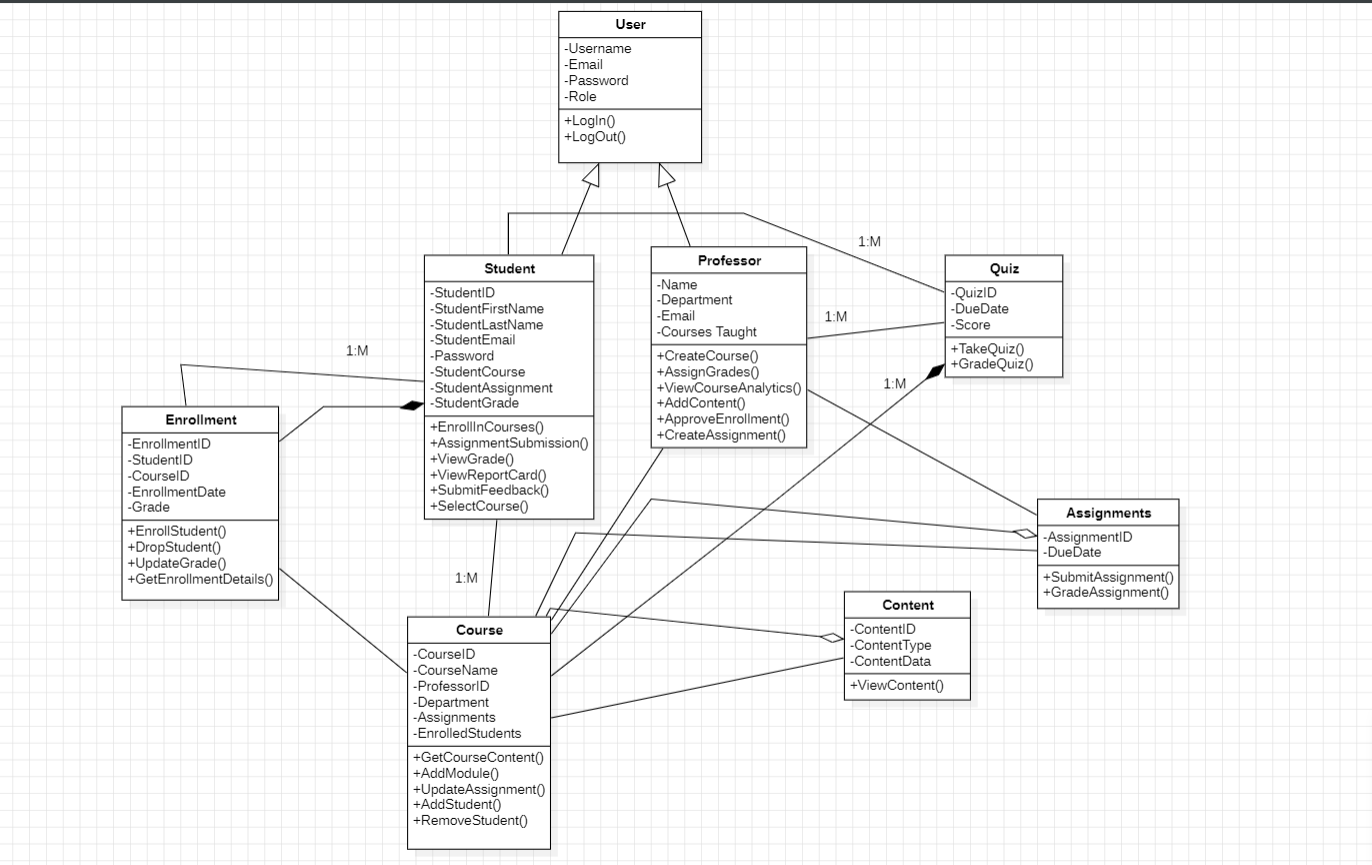 User
-Username
-Email
-Password
-Role
+LogIn()
+LogOut()
1:M
Student
-StudentID
-StudentFirstName
-StudentLastName
-StudentEmail
-Password
-StudentCourse
-StudentAssignment
-StudentGrade
+EnrollInCourses()
+AssignmentSubmission()
+ViewGrade()
+ViewReportCard()
+SubmitFeedback()
+SelectCourse()
Professor
-Name
-Department
-Email
-Courses Taught
+CreateCourse()
+AssignGrades()
+ViewCourseAnalytics()
+AddContent()
+ApproveEnrollment()
+CreateAssignment()
1:M
Quiz
-QuizID
-DueDate
-Score
+TakeQuiz()
+GradeQuiz()
1:M
1:M
Enrollment
-EnrollmentID
-StudentID
-CourseID
-EnrollmentDate
-Grade
+EnrollStudent()
+DropStudent()
+UpdateGrade()
+GetEnrollmentDetails()
Assignments
-AssignmentID
-DueDate
+SubmitAssignment()
+GradeAssignment()
1:M
Course
-CourseID
-CourseName
-ProfessorID
-Department
-Assignments
-EnrolledStudents
+GetCourseContent()
+AddModule()
+UpdateAssignment()
+AddStudent()
+RemoveStudent()
Content
-ContentID
-ContentType
-ContentData
+ViewContent()